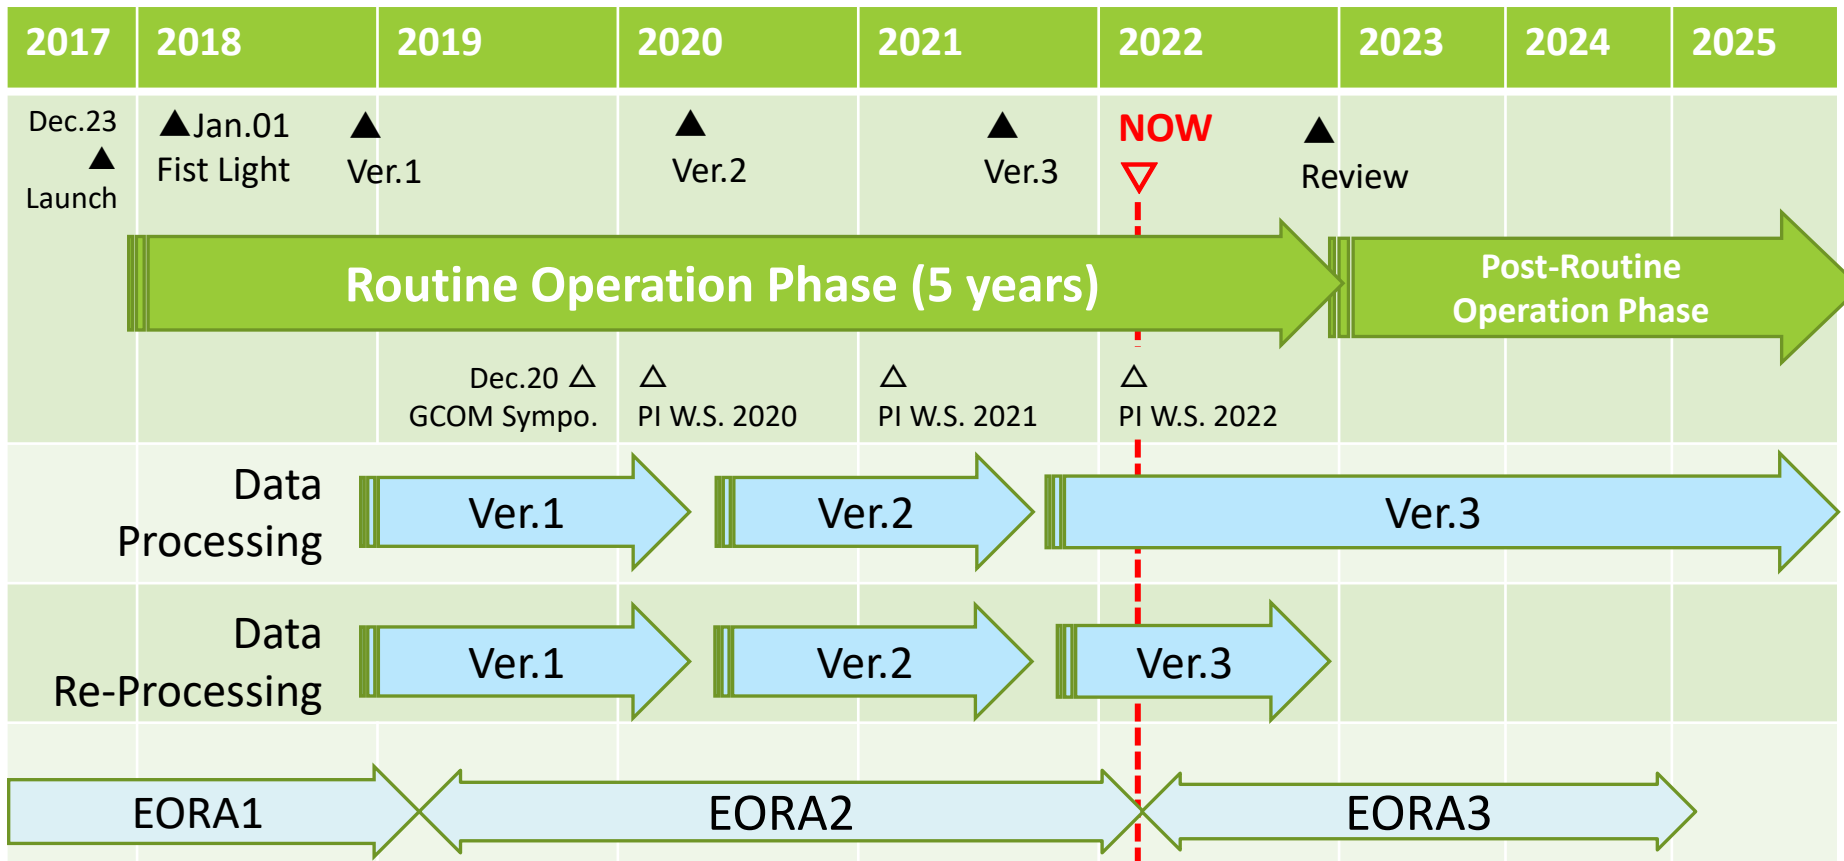 2017 2018 2019 2020 2021 2022 2023 2024 2025
Dec.23
Launch
▲Jan.01
Fist Light
Ver.1
Ver.2
Ver.3
NOW
Review
Routine Operation Phase (5 years)
Post-Routine
Operation Phase
Dec.20
GCOM Sympo.
PI W.S. 2020
PI W.S. 2021
PI W.S. 2022
Data
Processing
Ver.1
Ver.2
Ver.3
Data
Re-Processing
Ver.1
Ver.2
Ver.3
EORA1
EORA2
EORA3